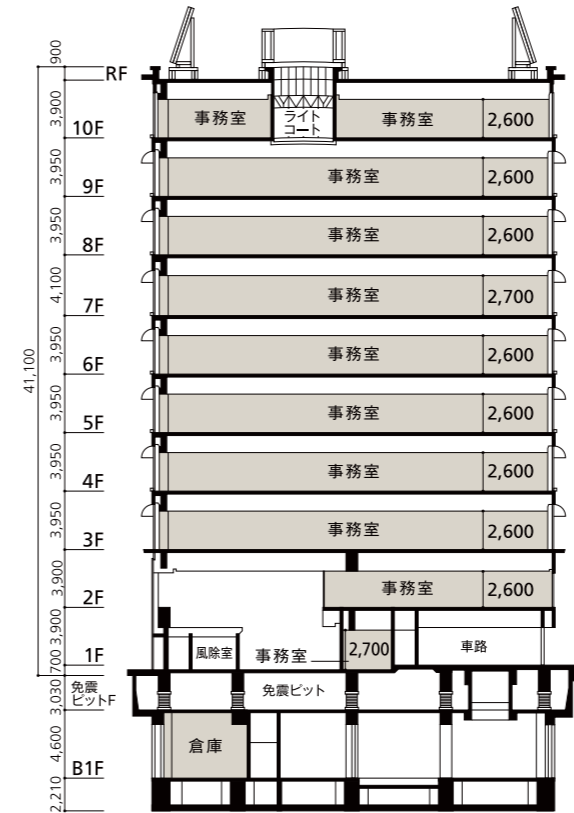 900
RF
3,900
事務室
ライト
コート
事務室
2,600
10F
3,950
事務室
2,600
9F
3,950
事務室
2,600
8F
4,100
事務室
2,700
7F
3,950
事務室
2,600
6F
41,100
3,950
事務室
2,600
5F
3,950
事務室
2,600
4F
3,950
事務室
2,600
3F
3,900
事務室
2,600
2F
3,900
風除室
事務室
2,700
車路
1F
700
免震
ピットF
免震ピット
3,030
倉庫
4,600
B1F
2,210